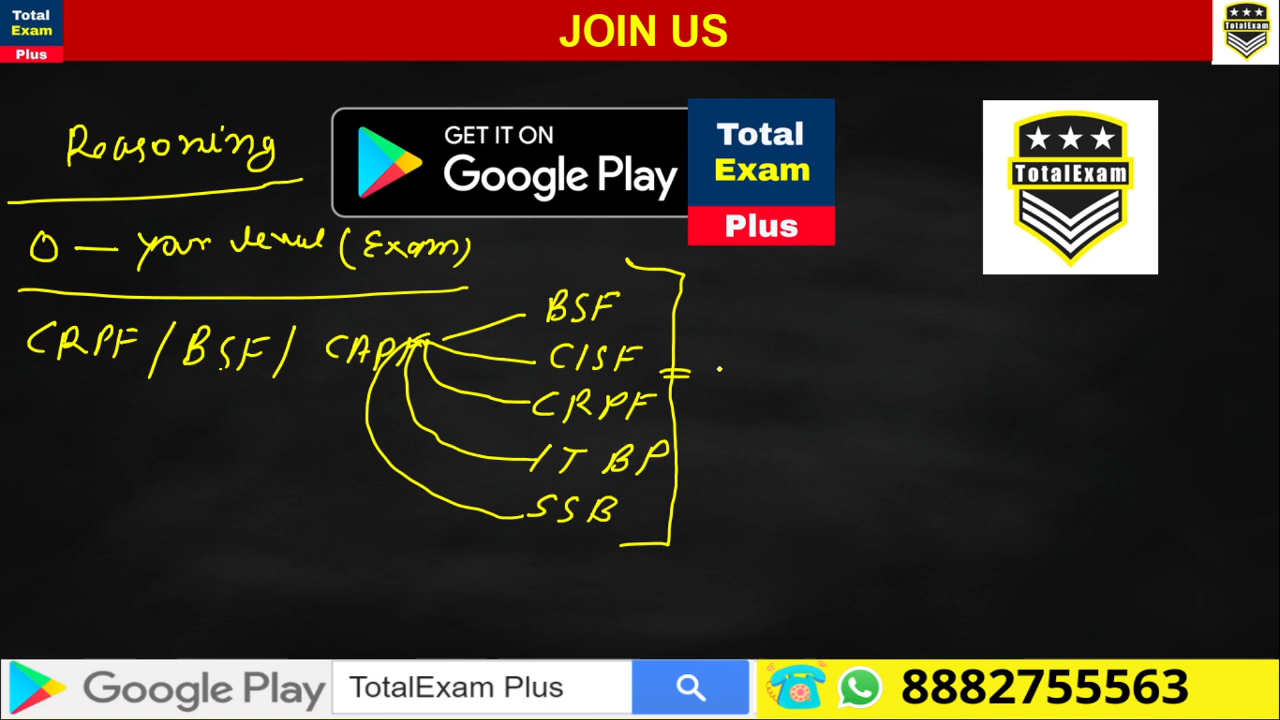 Total
Exam
Plus
JOIN US
TotalExam
Reasoning
GET IT ON
Google Play
Total
Exam
Plus
TotalExam
0 — your level (Exam)
CRPF / BSF / CAPF
BSF
CISF
CRPF
ITBP
SSB
Google Play
TotalExam Plus
8882755563